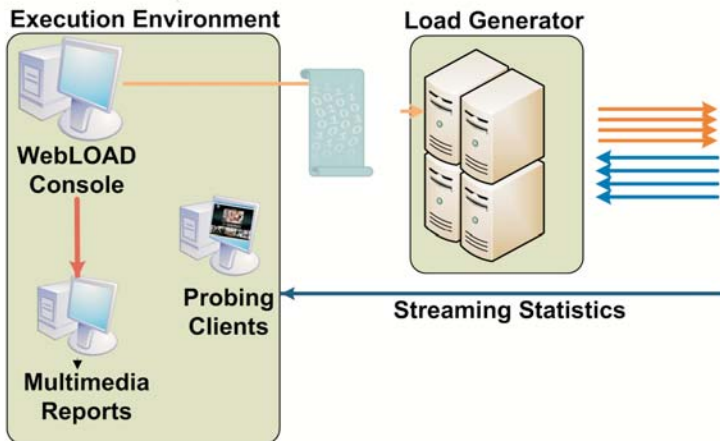 Execution Environment
Load Generator
WebLOAD
Console
Probing
Clients
Streaming Statistics
Multimedia
Reports